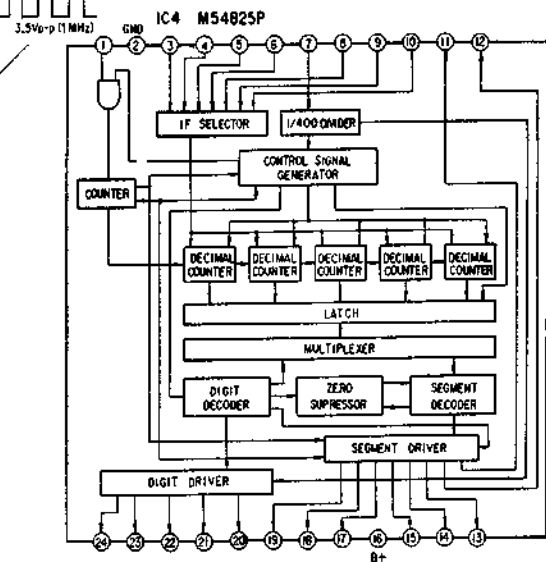 3.5Vp-p (1MHz)
GND
IC4 M54825P
1 2 3 4 5 6 7 8 9 10 11 12
IF SELECTOR
1/400 DIVIDER
CONTROL SIGNAL
GENERATOR
COUNTER
DECIMAL
COUNTER
DECIMAL
COUNTER
DECIMAL
COUNTER
DECIMAL
COUNTER
DECIMAL
COUNTER
LATCH
MULTIPLEXER
DIGIT
DECODER
ZERO
SUPRESSOR
SEGMENT
DECODER
SEGMENT DRIVER
DIGIT DRIVER
24 23 22 21 20 19 18 17 16 15 14 13
B+